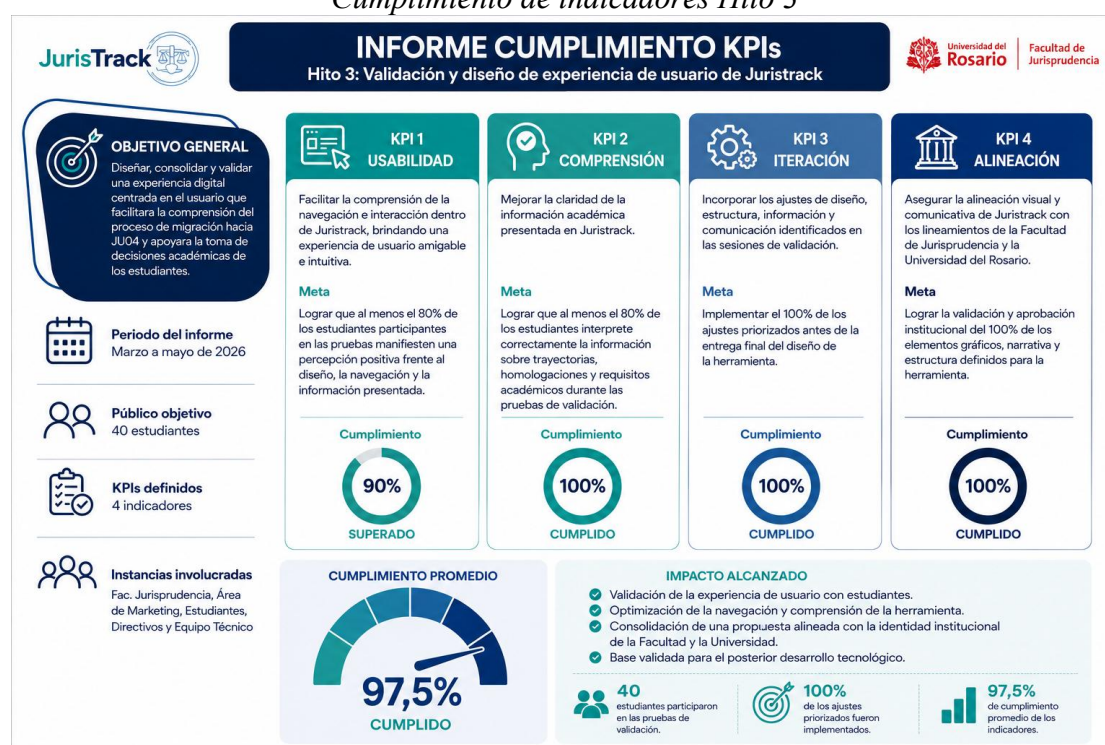 Cumplimiento de indicadores Hito 3
JurisTrack
INFORME CUMPLIMIENTO KPIs
Hito 3: Validación y diseño de experiencia de usuario de Juristrack
Universidad del
Rosario
Facultad de
Jurisprudencia
OBJETIVO GENERAL
Diseñar, consolidar y validar
una experiencia digital
centrada en el usuario que
facilitara la comprensión del
proceso de migración hacia
JU04 y apoyara la toma de
decisiones académicas de
los estudiantes.
Periodo del informe
Marzo a mayo de 2026
Público objetivo
40 estudiantes
KPIs definidos
4 indicadores
Instancias involucradas
Fac. Jurisprudencia, Área
de Marketing, Estudiantes,
Directivos y Equipo Técnico
KPI 1
USABILIDAD
Facilitar la comprensión de la
navegación e interacción dentro
de Juristrack, brindando una
experiencia de usuario amigable
e intuitiva.
Meta
Lograr que al menos el 80% de
los estudiantes participantes
en las pruebas manifiesten una
percepción positiva frente al
diseño, la navegación y la
información presentada.
Cumplimiento
90%
SUPERADO
KPI 2
COMPRENSIÓN
Mejorar la claridad de la
información académica
presentada en Juristrack.
Meta
Lograr que al menos el 80% de
los estudiantes interprete
correctamente la información
sobre trayectorias,
homologaciones y requisitos
académicos durante las
pruebas de validación.
Cumplimiento
100%
CUMPLIDO
KPI 3
ITERACIÓN
Incorporar los ajustes de diseño,
estructura, información y
comunicación identificados en
las sesiones de validación.
Meta
Implementar el 100% de los
ajustes priorizados antes de la
entrega final del diseño de
la herramienta.
Cumplimiento
100%
CUMPLIDO
KPI 4
ALINEACIÓN
Asegurar la alineación visual y
comunicativa de Juristrack con
los lineamientos de la Facultad
de Jurisprudencia y la
Universidad del Rosario.
Meta
Lograr la validación y aprobación
institucional del 100% de los
elementos gráficos, narrativa y
estructura definidos para la
herramienta.
Cumplimiento
100%
CUMPLIDO
CUMPLIMIENTO PROMEDIO
97,5%
CUMPLIDO
IMPACTO ALCANZADO
Validación de la experiencia de usuario con estudiantes.
Optimización de la navegación y comprensión de la herramienta.
Consolidación de una propuesta alineada con la identidad institucional
de la Facultad y la Universidad.
Base validada para el posterior desarrollo tecnológico.
40
estudiantes participaron
en las pruebas de
validación.
100%
de los ajustes
priorizados fueron
implementados.
97,5%
de cumplimiento
promedio de los
indicadores.